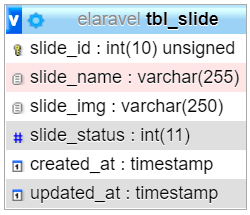 v elaravel tbl_slide
slide_id : int(10) unsigned
slide_name : varchar(255)
slide_img : varchar(250)
# slide_status : int(11)
created_at : timestamp
updated_at : timestamp